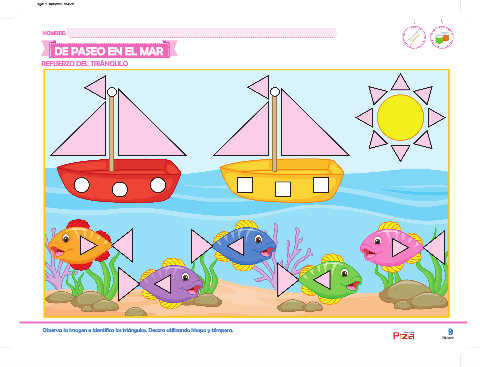 NOMBRE:
DE PASEO EN EL MAR
REFUERZO DEL TRIÁNGULO
Observa la imagen e identifica los triángulos. Decora utilizando hisopo y témpera.
9